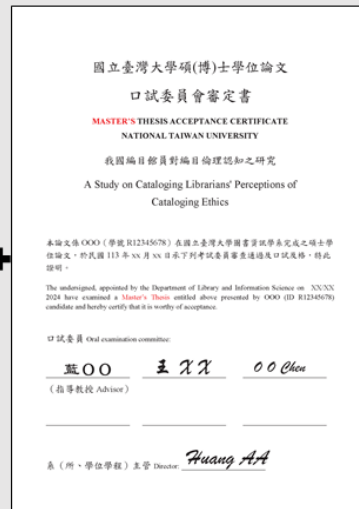 國立臺灣大學碩(博)士學位論文
口試委員會審定書
MASTER'S THESIS ACCEPTANCE CERTIFICATE
NATIONAL TAIWAN UNIVERSITY
我國編目館員對編目倫理認知之研究
A Study on Cataloging Librarians' Perceptions of
Cataloging Ethics
本論文係 OOO(學號 R12345678)在國立臺灣大學圖書資訊學系完成之碩士學
位論文,於民國 113 年 xx 月 xx 日承下列考試委員審查通過及口試及格,特此
證明。
The undersigned, appointed by the Department of Library and Information Science on XX/XX
2024 have examined a Master's Thesis entitled above presented by OOO (ID R12345678)
candidate and hereby certify that it is worthy of acceptance.
口試委員 Oral examination committee:
藍OO 王 XX O O Chen
(指導教授 Advisor)
系(所、學位學程)主管 Director: Huang AA